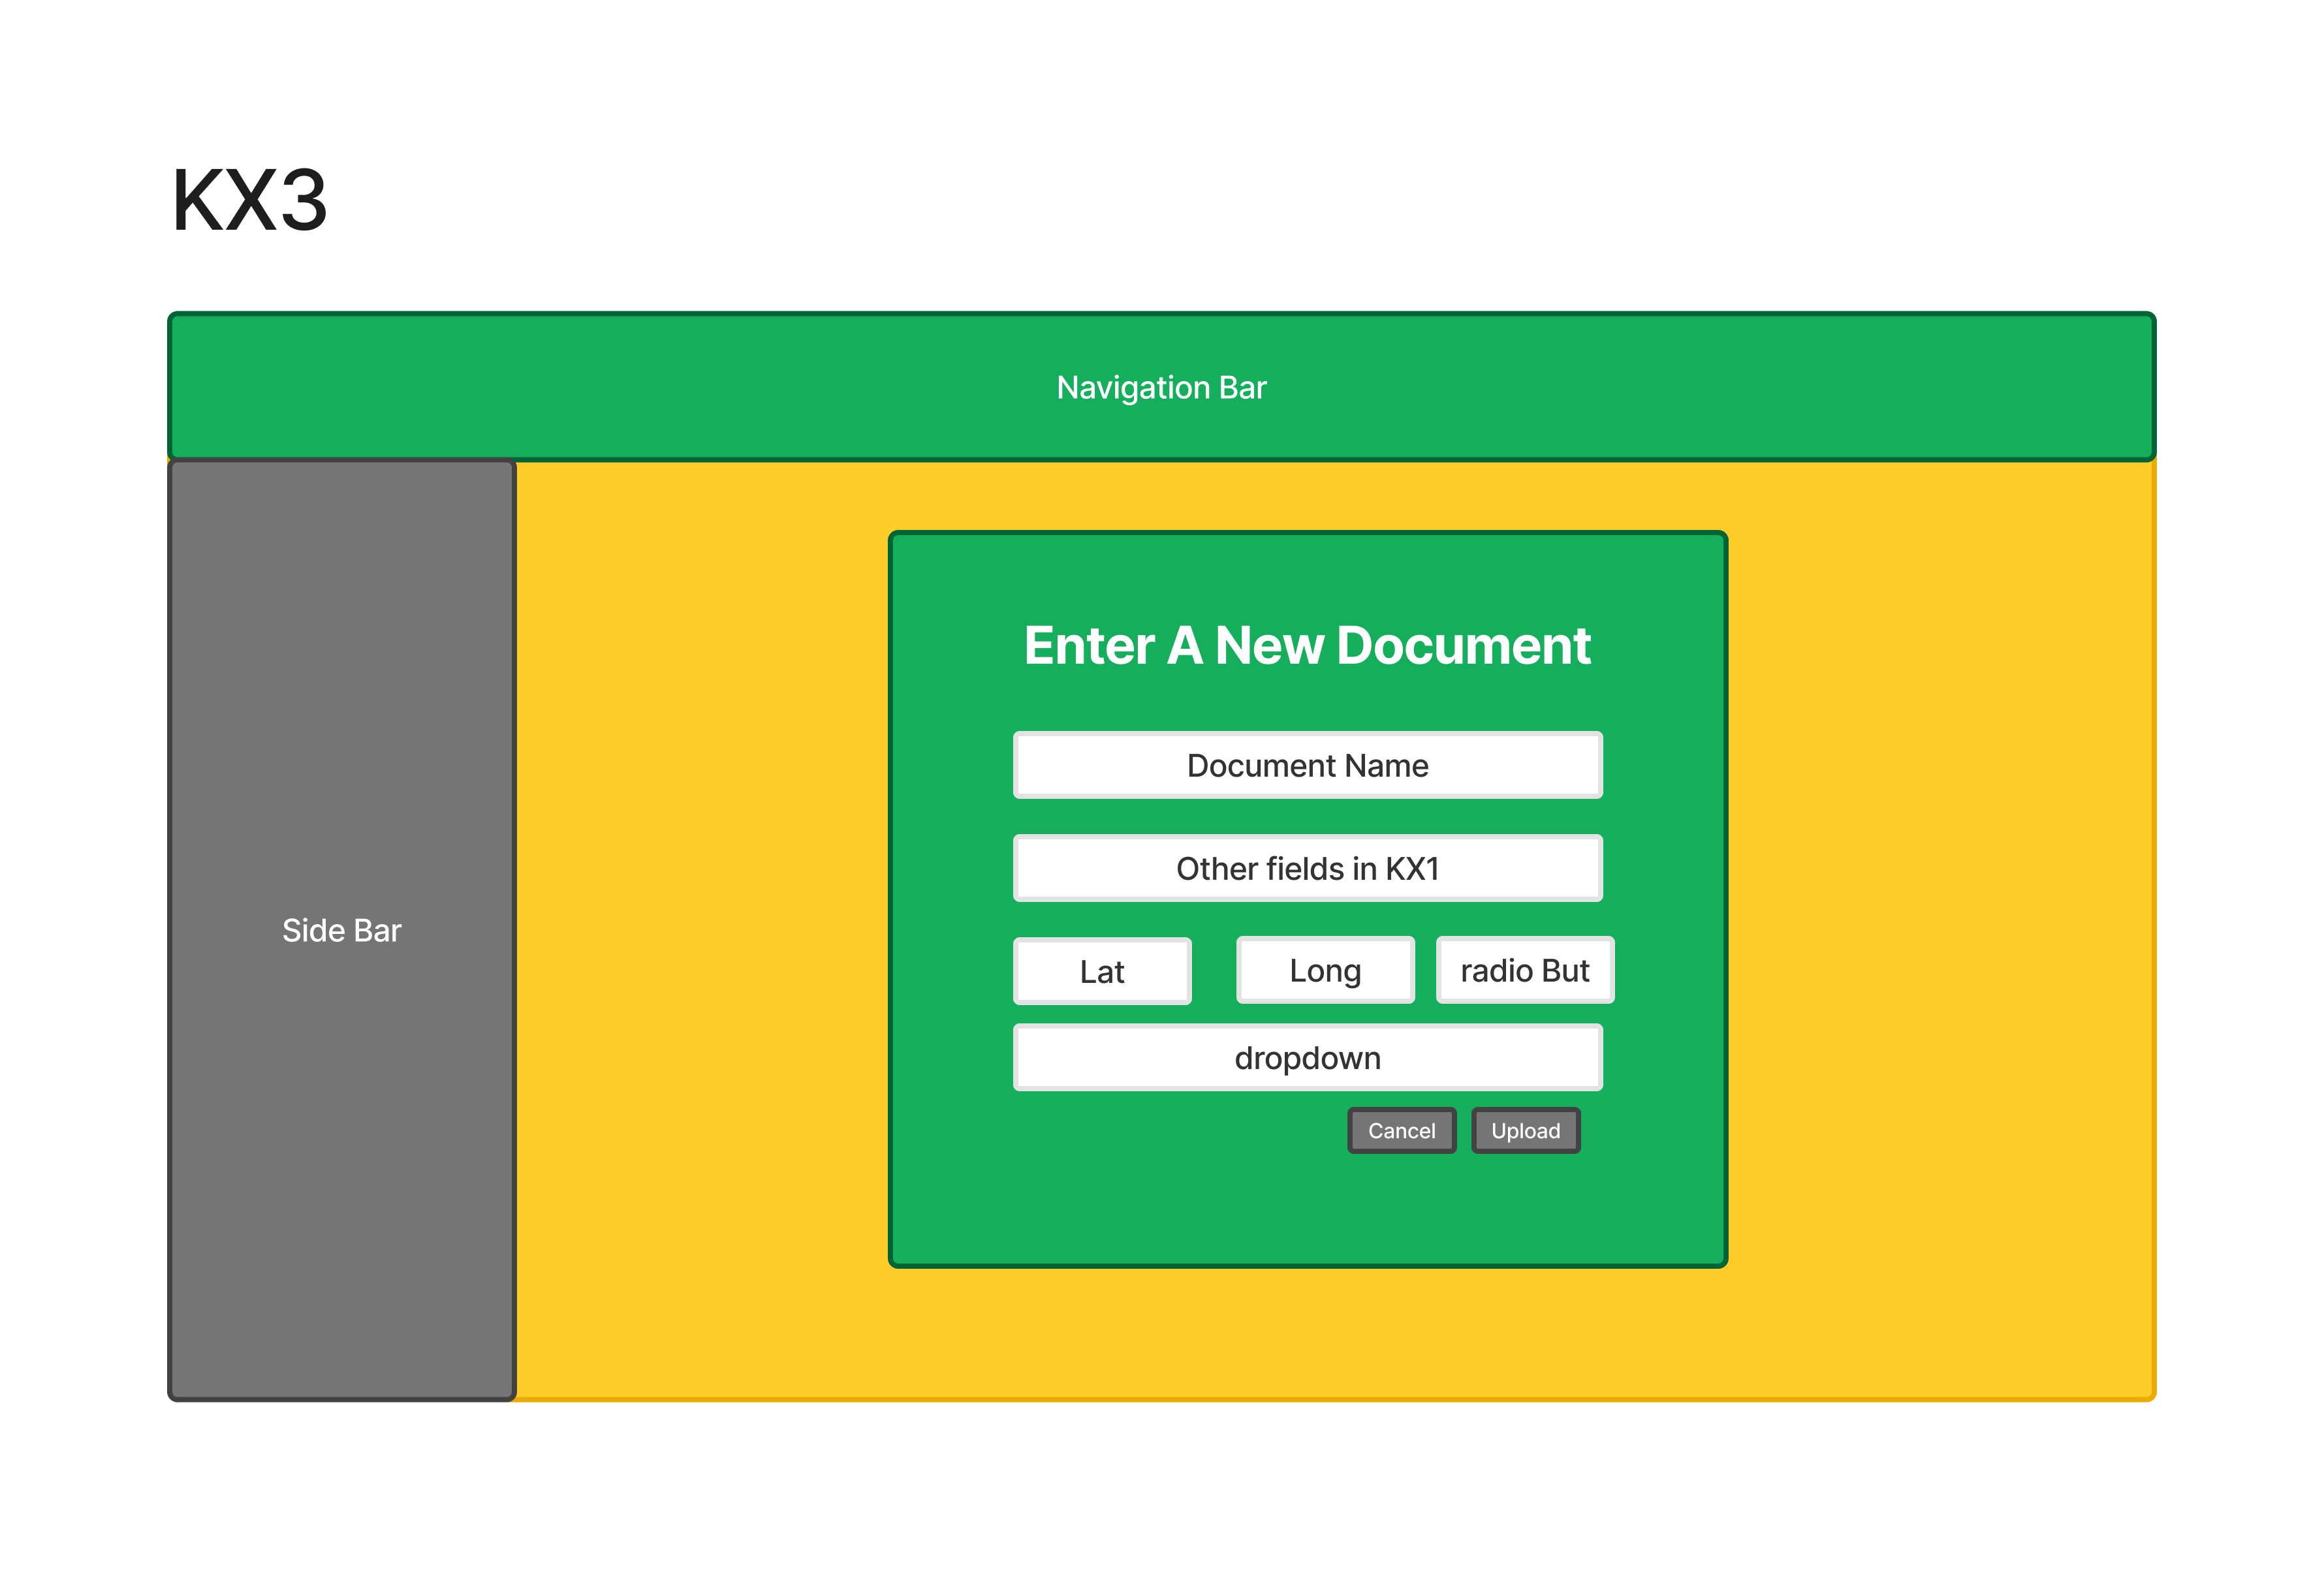 KX3
Navigation Bar
Side Bar
Enter A New Document
Document Name
Other fields in KX1
Lat
Long
radio But
dropdown
Cancel
Upload